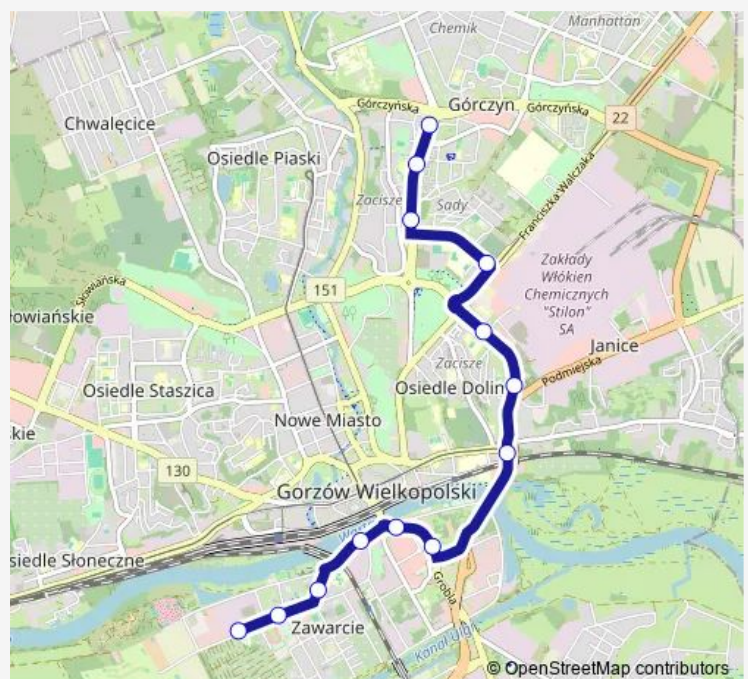 Chemik
Manhattan
Górczyńska
Górczyn
Górczyńska
22
Chwalęcice
Osiedle Piaski
Franciszka Walczaka
Zacisze
Sady
Zakłady
Włókien
Chemicznych
"Stilon"
SA
Słowiańska
151
łowiańskie
Janice
Zacisze
Podmiejska
Osiedle Staszica
Osiedle Dolin
Nowe Miasto
kie
130
Gorzów Wielkopolski
Warta
siedle Słoneczne
Grobla
Zawarcie
Kanał Ulgi
© OpenStreetMap contributors